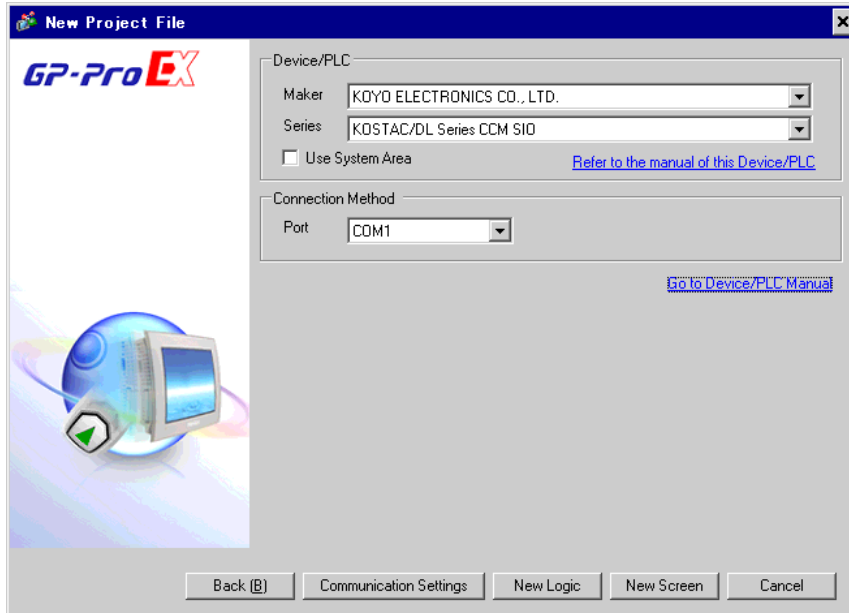 New Project File
GP-Pro EX
Device/PLC
Maker KOYO ELECTRONICS CO., LTD.
Series KOSTAC/DL Series CCM SIO
Use System Area Refer to the manual of this Device/PLC
Connection Method
Port COM1
Go to Device/PLC Manual
Back (B) Communication Settings New Logic New Screen Cancel